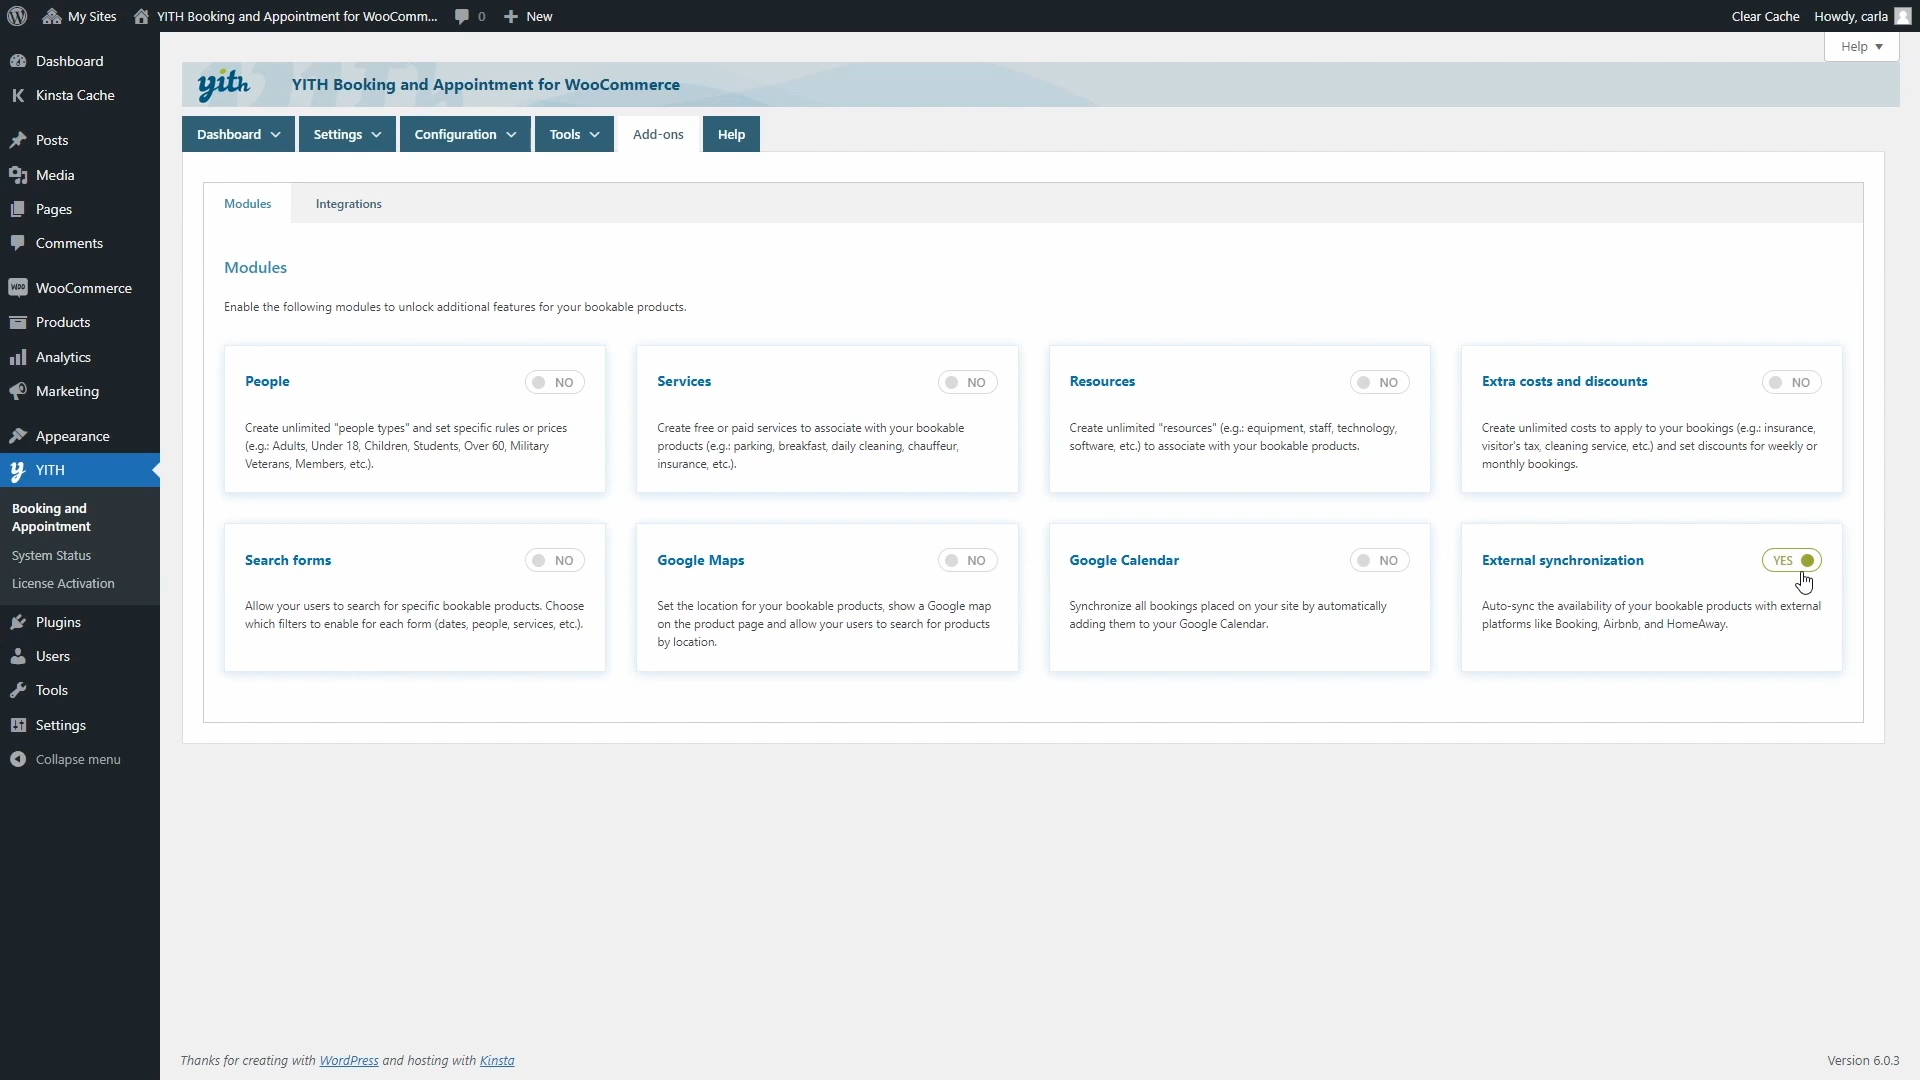 My Sites YITH Booking and Appointment for WooComm... 0 New Clear Cache Howdy, carla
Help
Dashboard
Kinsta Cache
Posts
Media
Pages
Comments
WooCommerce
Products
Analytics
Marketing
Appearance
YITH
Booking and
Appointment
System Status
License Activation
Plugins
Users
Tools
Settings
Collapse menu
yith YITH Booking and Appointment for WooCommerce
Dashboard Settings Configuration Tools Add-ons Help
Modules Integrations
Modules
Enable the following modules to unlock additional features for your bookable products.
People NO
Create unlimited "people types" and set specific rules or prices
(e.g.: Adults, Under 18, Children, Students, Over 60, Military
Veterans, Members, etc.).
Services NO
Create free or paid services to associate with your bookable
products (e.g.: parking, breakfast, daily cleaning, chauffeur,
insurance, etc.).
Resources NO
Create unlimited "resources" (e.g.: equipment, staff, technology,
software, etc.) to associate with your bookable products.
Extra costs and discounts NO
Create unlimited costs to apply to your bookings (e.g.: insurance,
visitor's tax, cleaning service, etc.) and set discounts for weekly or
monthly bookings.
Search forms NO
Allow your users to search for specific bookable products. Choose
which filters to enable for each form (dates, people, services, etc.).
Google Maps NO
Set the location for your bookable products, show a Google map
on the product page and allow your users to search for products
by location.
Google Calendar NO
Synchronize all bookings placed on your site by automatically
adding them to your Google Calendar.
External synchronization YES
Auto-sync the availability of your bookable products with external
platforms like Booking, Airbnb, and HomeAway.
Thanks for creating with WordPress and hosting with Kinsta
Version 6.0.3